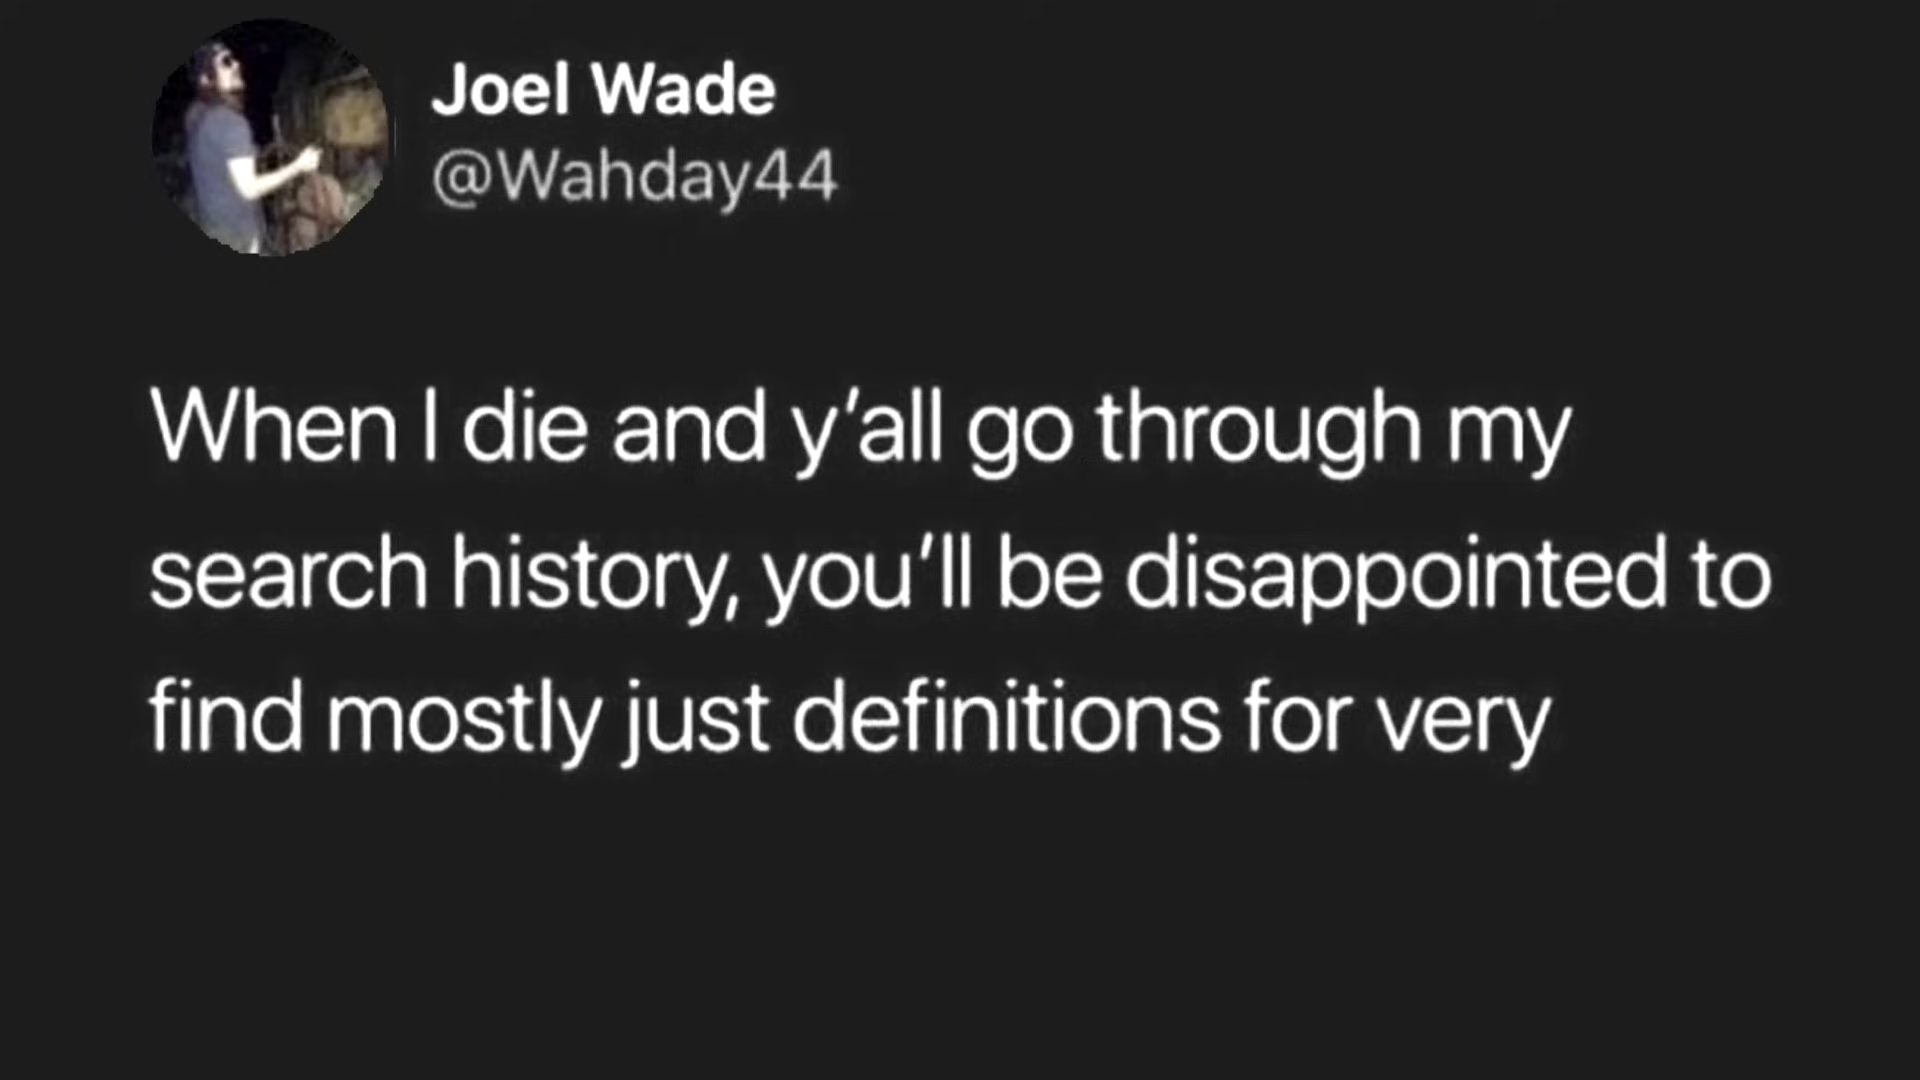 Joel Wade
@Wahday44
When I die and y’all go through my
search history, you’ll be disappointed to
find mostly just definitions for very